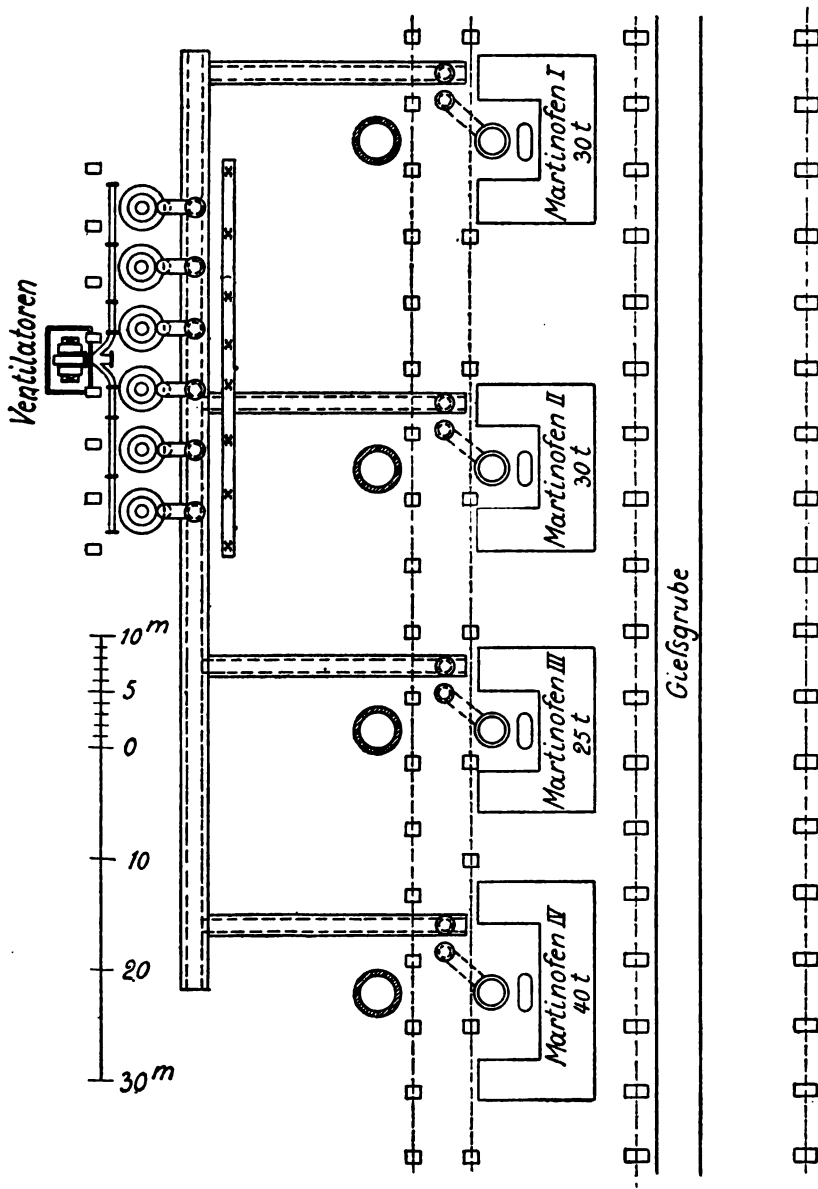 Ventilatoren
Martinofen I
30 t
Martinofen II
30 t
Martinofen III
25 t
Martinofen IV
40 t
Gießgrube
10 m
5
0
10
20
30 m